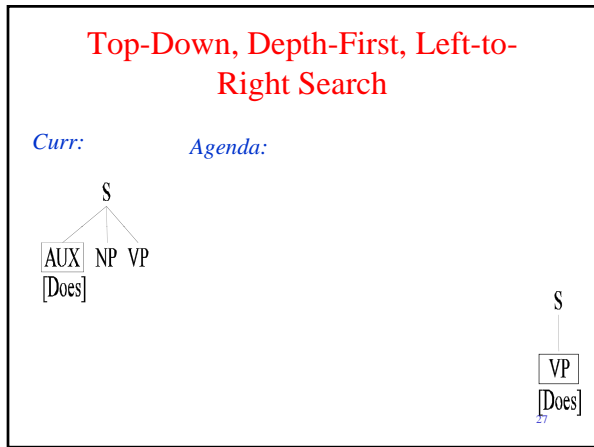 Top-Down, Depth-First, Left-to-
Right Search
Curr: Agenda:
S
AUX NP VP
[Does]
S
VP
[Does]
27